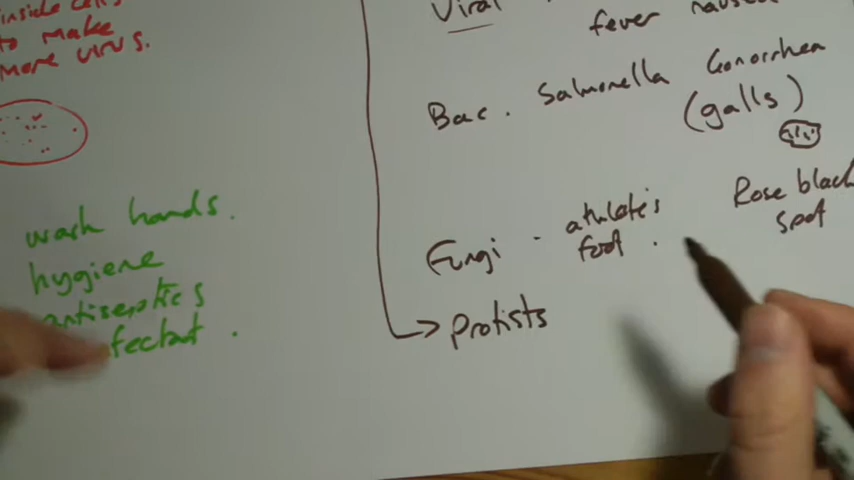 inside cells
to make
more virus.
wash hands.
hygiene
antiseptics
fectant.
Viral
fever nausea
Bac. Salmonella Gonorrhea
(galls)
Fungi - athlete's
foot.
Rose black
spot
→ protists